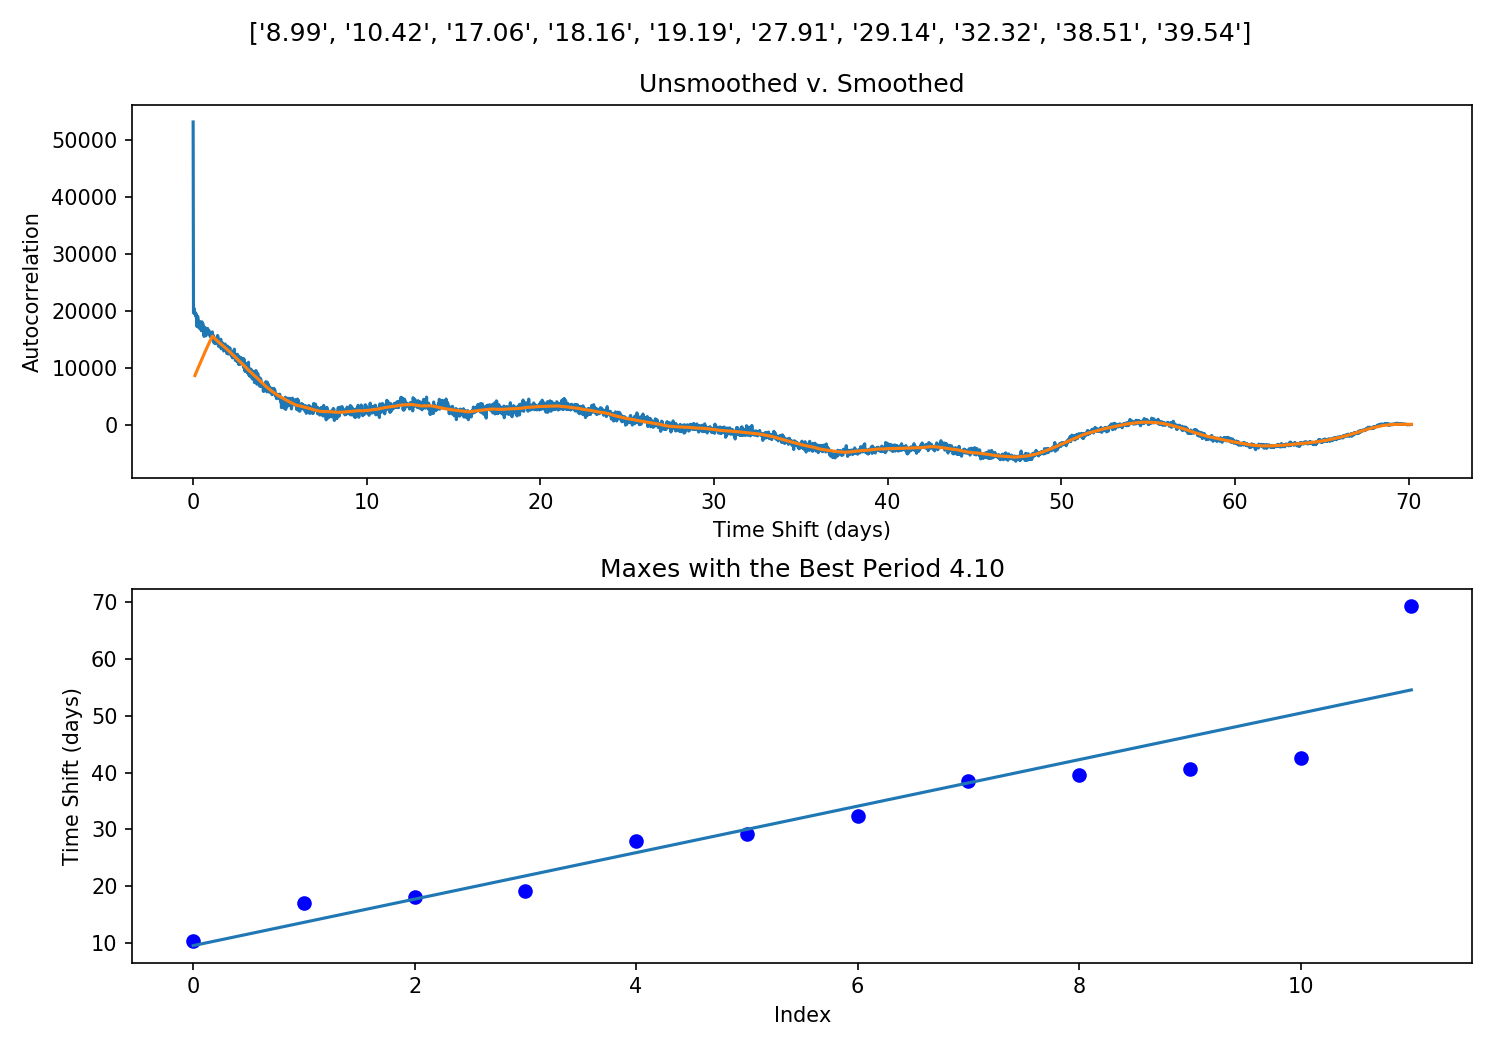 ['8.99', '10.42', '17.06', '18.16', '19.19', '27.91', '29.14', '32.32', '38.51', '39.54']
Unsmoothed v. Smoothed
50000
40000
30000
20000
10000
0
Autocorrelation
0 10 20 30 40 50 60 70
Time Shift (days)
Maxes with the Best Period 4.10
70
60
50
40
30
20
10
Time Shift (days)
0 2 4 6 8 10
Index